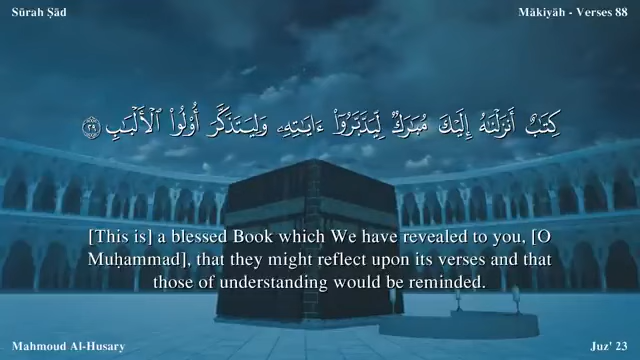 Sūrah Ṣād
Mākiyāh - Verses 88
كِتَٰبٌ أَنزَلْنَٰهُ إِلَيْكَ مُبَٰرَكٌ لِّيَدَّبَّرُوٓا۟ ءَايَٰتِهِۦ وَلِيَتَذَكَّرَ أُو۟لُوا۟ ٱلْأَلْبَٰبِ ٢٩
[This is] a blessed Book which We have revealed to you, [O
Muḥammad], that they might reflect upon its verses and that
those of understanding would be reminded.
Mahmoud Al-Husary
Juz' 23